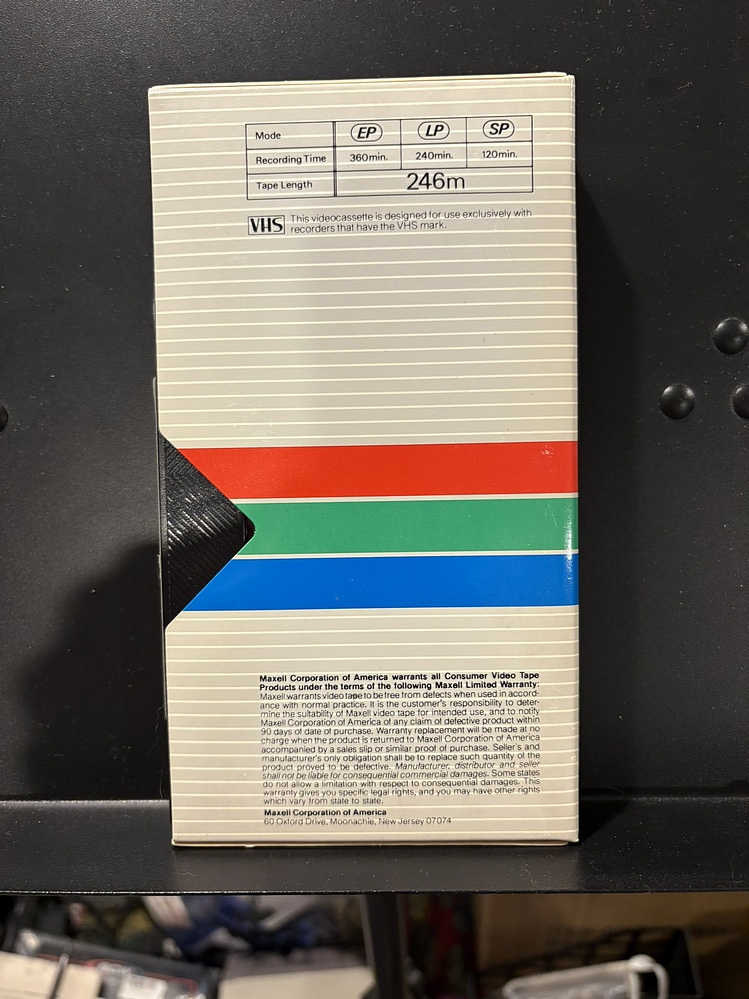 Mode EP LP SP
Recording Time 360min. 240min. 120min.
Tape Length 246m
VHS This videocassette is designed for use exclusively with
recorders that have the VHS mark.
Maxell Corporation of America warrants all Consumer Video Tape
Products under the terms of the following Maxell Limited Warranty:
Maxell warrants video tape to be free from defects when used in accord-
ance with normal practice. It is the customer's responsibility to deter-
mine the suitability of Maxell video tape for intended use, and to notify
Maxell Corporation of America of any claim of defective product within
90 days of date of purchase. Warranty replacement will be made at no
charge when the product is returned to Maxell Corporation of America
accompanied by a sales slip or similar proof of purchase. Seller's and
manufacturer's only obligation shall be to replace such quantity of the
product proved to be defective. Manufacturer, distributor and seller
shall not be liable for consequential commercial damages. Some states
do not allow a limitation with respect to consequential damages. This
warranty gives you specific legal rights, and you may have other rights
which vary from state to state.
Maxell Corporation of America
60 Oxford Drive, Moonachie, New Jersey 07074